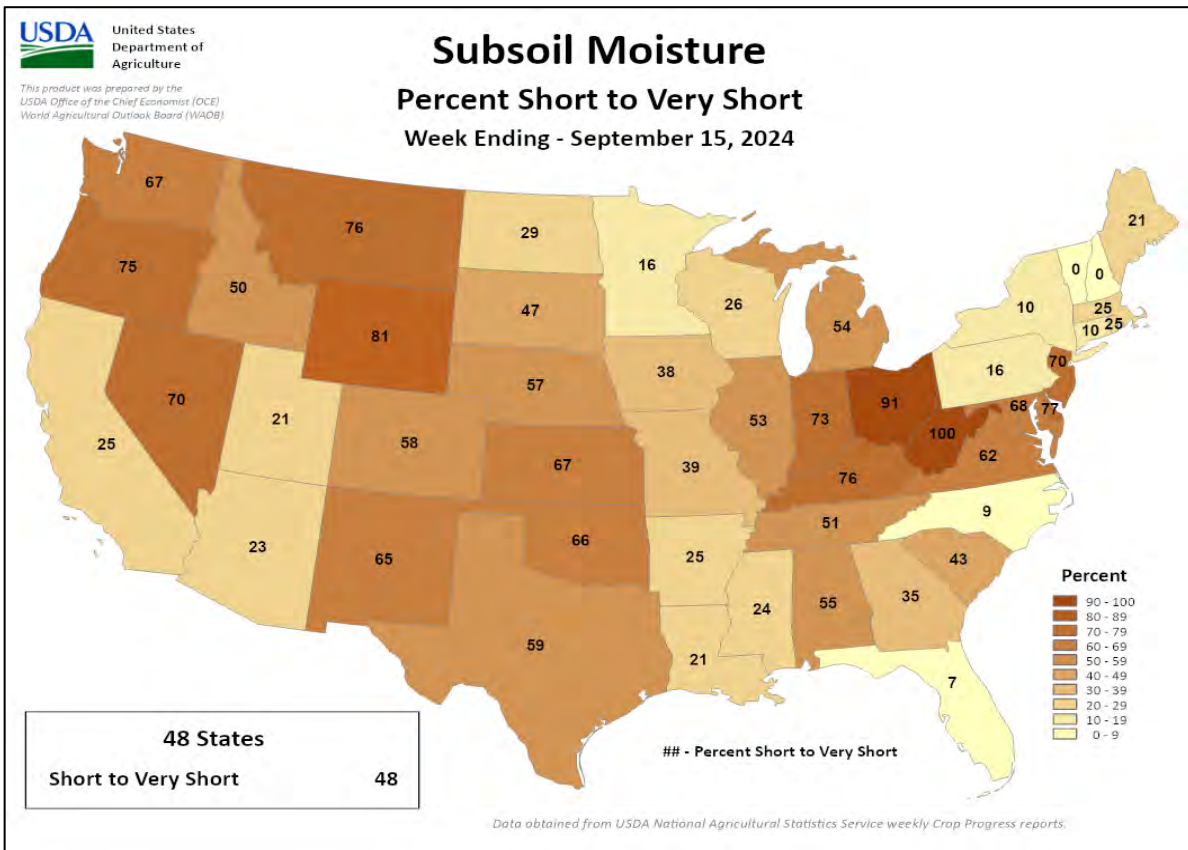 USDA
United States
Department of
Agriculture
This product was prepared by the
USDA Office of the Chief Economist (OCE)
World Agricultural Outlook Board (WAOB)
Subsoil Moisture
Percent Short to Very Short
Week Ending - September 15, 2024
67
76
29
16
21
75
50
47
26
54
10
0
0
81
25
10
25
70
21
58
57
38
53
73
91
16
70
68
77
100
62
25
67
39
76
23
65
66
25
51
9
43
59
21
24
55
35
7
Percent
90 - 100
80 - 89
70 - 79
60 - 69
50 - 59
40 - 49
30 - 39
20 - 29
10 - 19
0 - 9
48 States
Short to Very Short 48
## - Percent Short to Very Short
Data obtained from USDA National Agricultural Statistics Service weekly Crop Progress reports.